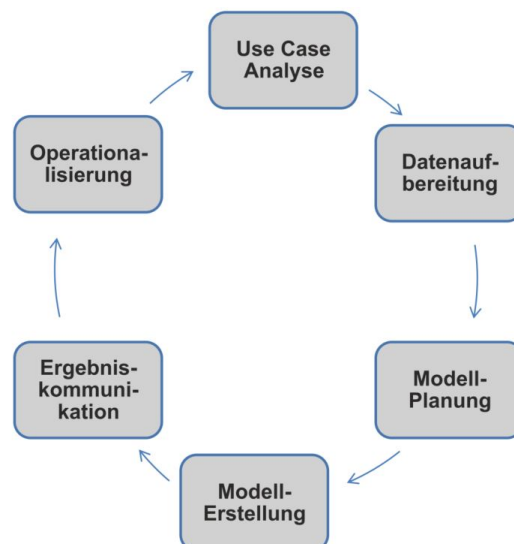 Use Case
Analyse
Datenauf-
bereitung
Modell-
Planung
Modell-
Erstellung
Ergebnis-
kommuni-
kation
Operationa-
lisierung